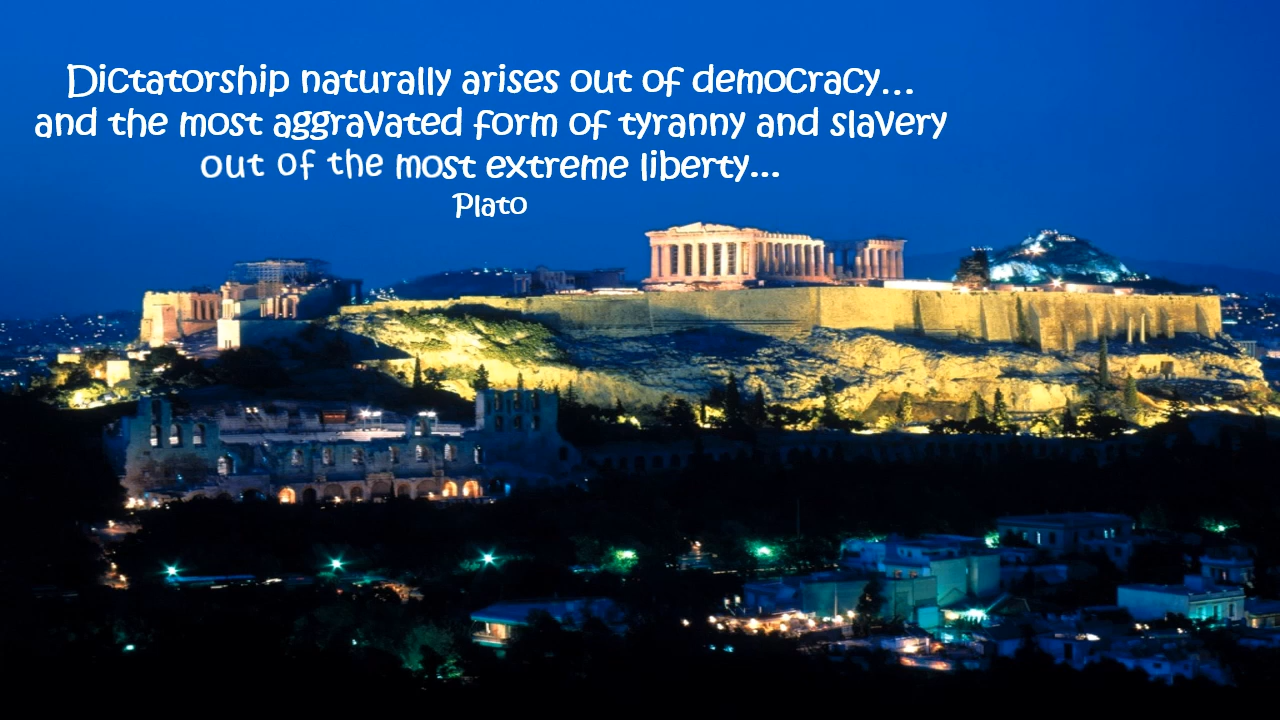 Dictatorship naturally arises out of democracy...
and the most aggravated form of tyranny and slavery
out of the most extreme liberty...
Plato